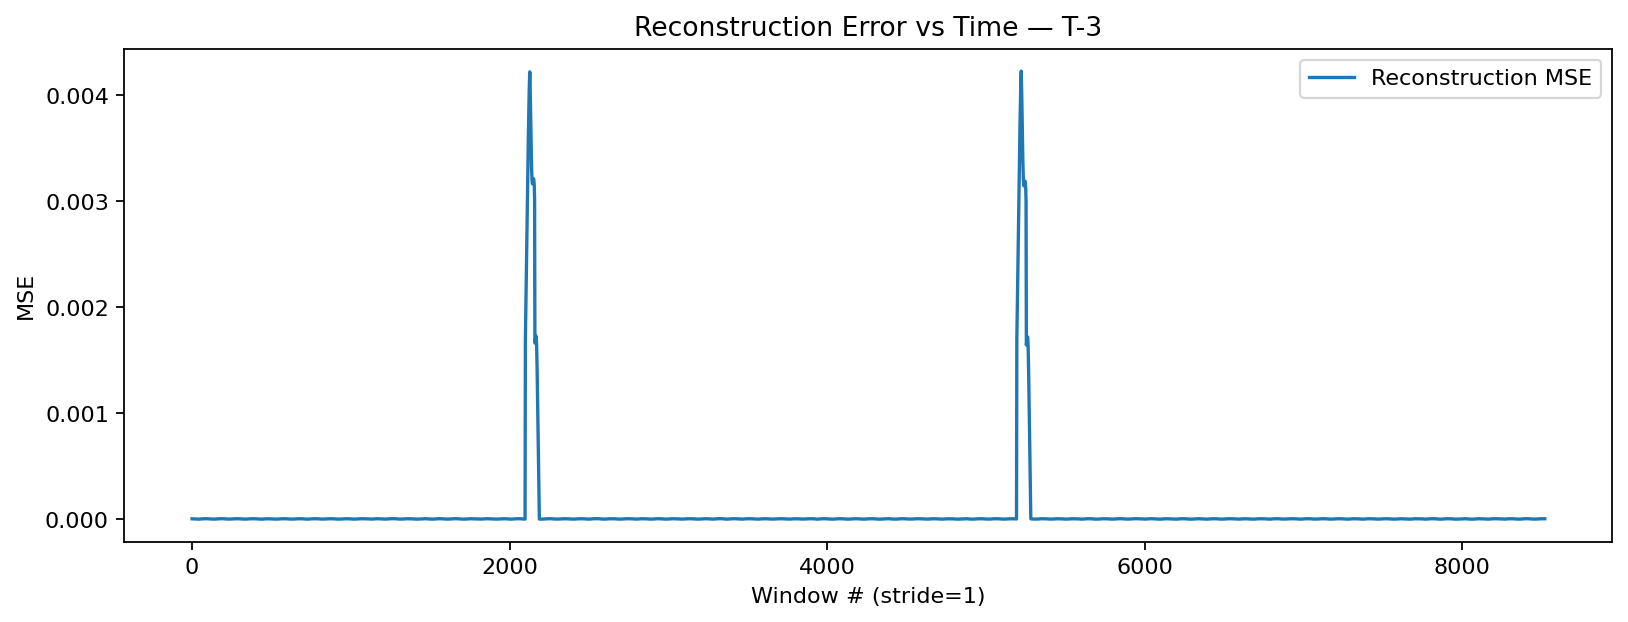 Reconstruction Error vs Time — T-3
Reconstruction MSE
MSE
0.004
0.003
0.002
0.001
0.000
0 2000 4000 6000 8000
Window # (stride=1)